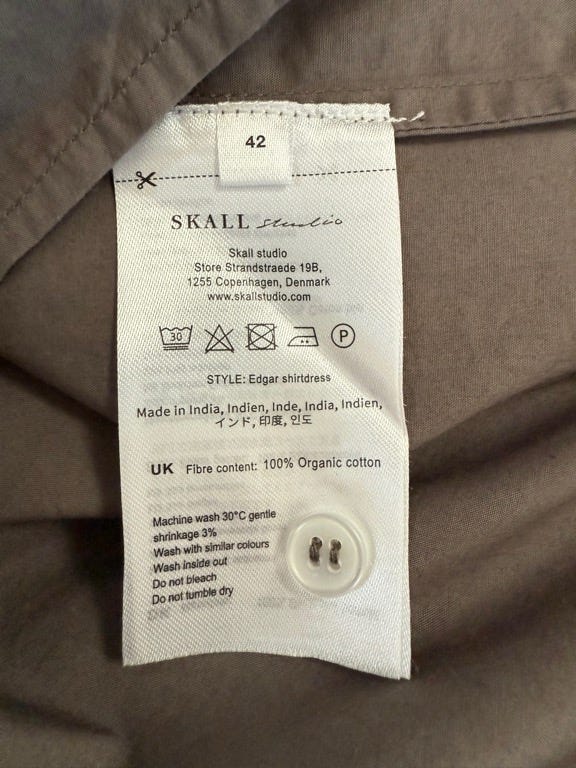 42
SKALL studio
Skall studio
Store Strandstraede 19B,
1255 Copenhagen, Denmark
www.skallstudio.com
30 P
STYLE: Edgar shirtdress
Made in India, Indien, Inde, India, Indien,
インド, 印度, 인도
UK Fibre content: 100% Organic cotton
Machine wash 30°C gentle
shrinkage 3%
Wash with similar colours
Wash inside out
Do not bleach
Do not tumble dry